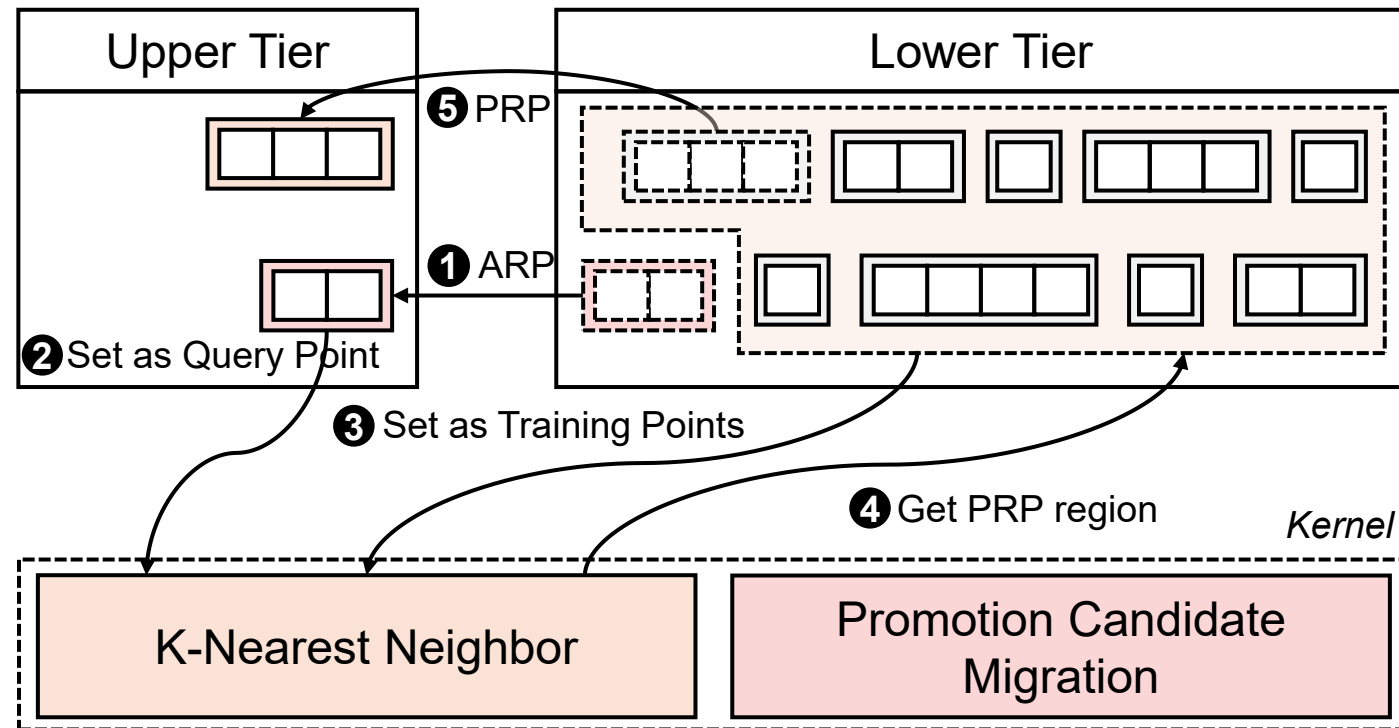 Upper Tier
Lower Tier
5 PRP
1 ARP
2 Set as Query Point
3 Set as Training Points
4 Get PRP region
Kernel
K-Nearest Neighbor
Promotion Candidate
Migration